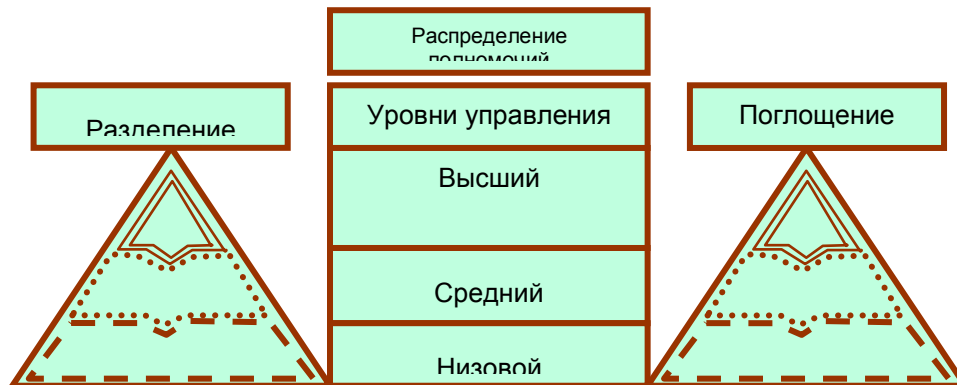 Распределение
полномочий
Разделение
Уровни управления
Поглощение
Высший
Средний
Низовой